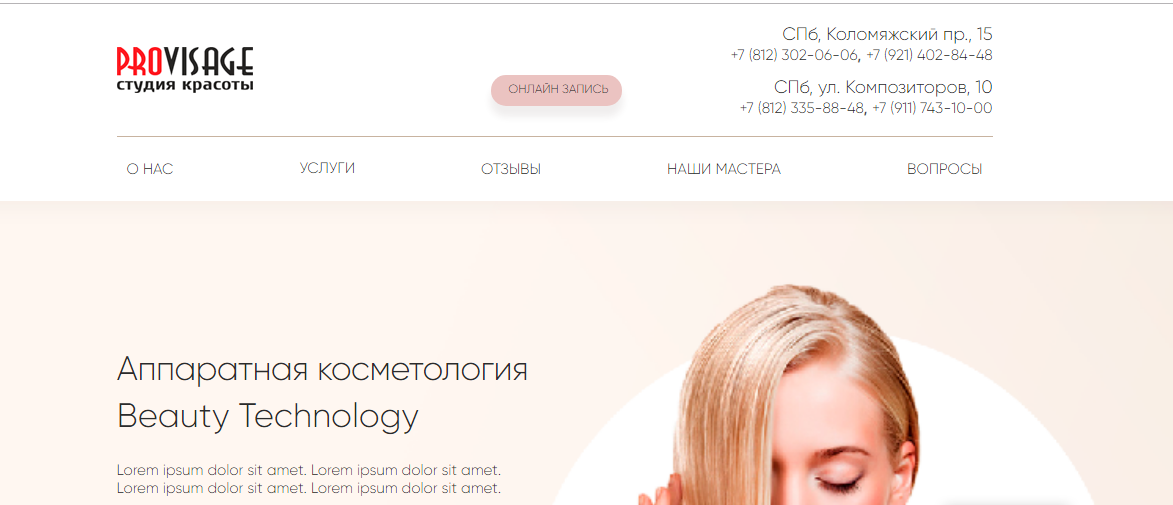 PROVISAGE
студия красоты
ОНЛАЙН ЗАПИСЬ
СПб, Коломяжский пр., 15
+7 (812) 302-06-06, +7 (921) 402-84-48
СПб, ул. Композиторов, 10
+7 (812) 335-88-48, +7 (911) 743-10-00
О НАС
УСЛУГИ
ОТЗЫВЫ
НАШИ МАСТЕРА
ВОПРОСЫ
Аппаратная косметология
Beauty Technology
Lorem ipsum dolor sit amet. Lorem ipsum dolor sit amet.
Lorem ipsum dolor sit amet. Lorem ipsum dolor sit amet.